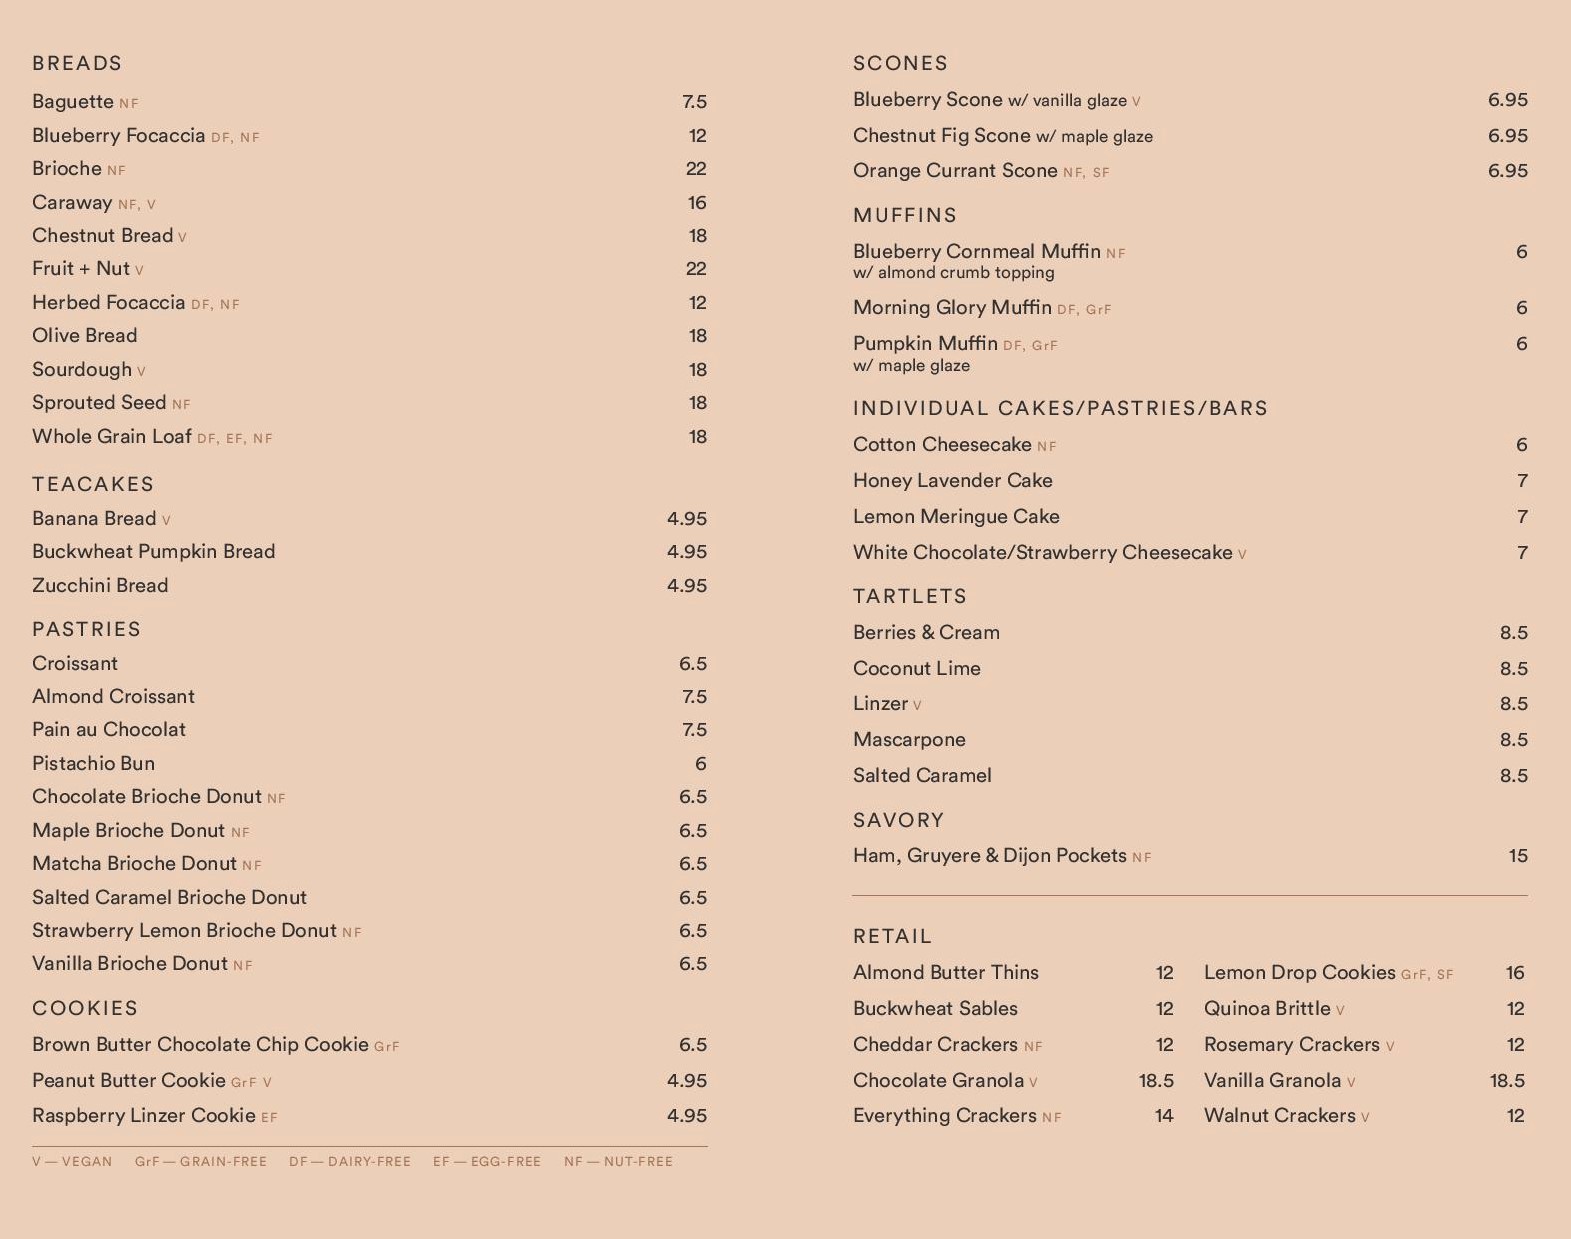 BREADS
Baguette NF 7.5
Blueberry Focaccia DF, NF 12
Brioche NF 22
Caraway NF, V 16
Chestnut Bread V 18
Fruit + Nut V 22
Herbed Focaccia DF, NF 12
Olive Bread 18
Sourdough V 18
Sprouted Seed NF 18
Whole Grain Loaf DF, EF, NF 18
TEACAKES
Banana Bread V 4.95
Buckwheat Pumpkin Bread 4.95
Zucchini Bread 4.95
PASTRIES
Croissant 6.5
Almond Croissant 7.5
Pain au Chocolat 7.5
Pistachio Bun 6
Chocolate Brioche Donut NF 6.5
Maple Brioche Donut NF 6.5
Matcha Brioche Donut NF 6.5
Salted Caramel Brioche Donut 6.5
Strawberry Lemon Brioche Donut NF 6.5
Vanilla Brioche Donut NF 6.5
COOKIES
Brown Butter Chocolate Chip Cookie GrF 6.5
Peanut Butter Cookie GrF V 4.95
Raspberry Linzer Cookie EF 4.95
V — VEGAN GrF — GRAIN-FREE DF — DAIRY-FREE EF — EGG-FREE NF — NUT-FREE
SCONES
Blueberry Scone w/ vanilla glaze V 6.95
Chestnut Fig Scone w/ maple glaze 6.95
Orange Currant Scone NF, SF 6.95
MUFFINS
Blueberry Cornmeal Muffin NF 6
w/ almond crumb topping
Morning Glory Muffin DF, GrF 6
Pumpkin Muffin DF, GrF 6
w/ maple glaze
INDIVIDUAL CAKES/PASTRIES/BARS
Cotton Cheesecake NF 6
Honey Lavender Cake 7
Lemon Meringue Cake 7
White Chocolate/Strawberry Cheesecake V 7
TARTLETS
Berries & Cream 8.5
Coconut Lime 8.5
Linzer V 8.5
Mascarpone 8.5
Salted Caramel 8.5
SAVORY
Ham, Gruyere & Dijon Pockets NF 15
RETAIL
Almond Butter Thins 12
Buckwheat Sables 12
Cheddar Crackers NF 12
Chocolate Granola V 18.5
Everything Crackers NF 14
Lemon Drop Cookies GrF, SF 16
Quinoa Brittle V 12
Rosemary Crackers V 12
Vanilla Granola V 18.5
Walnut Crackers V 12